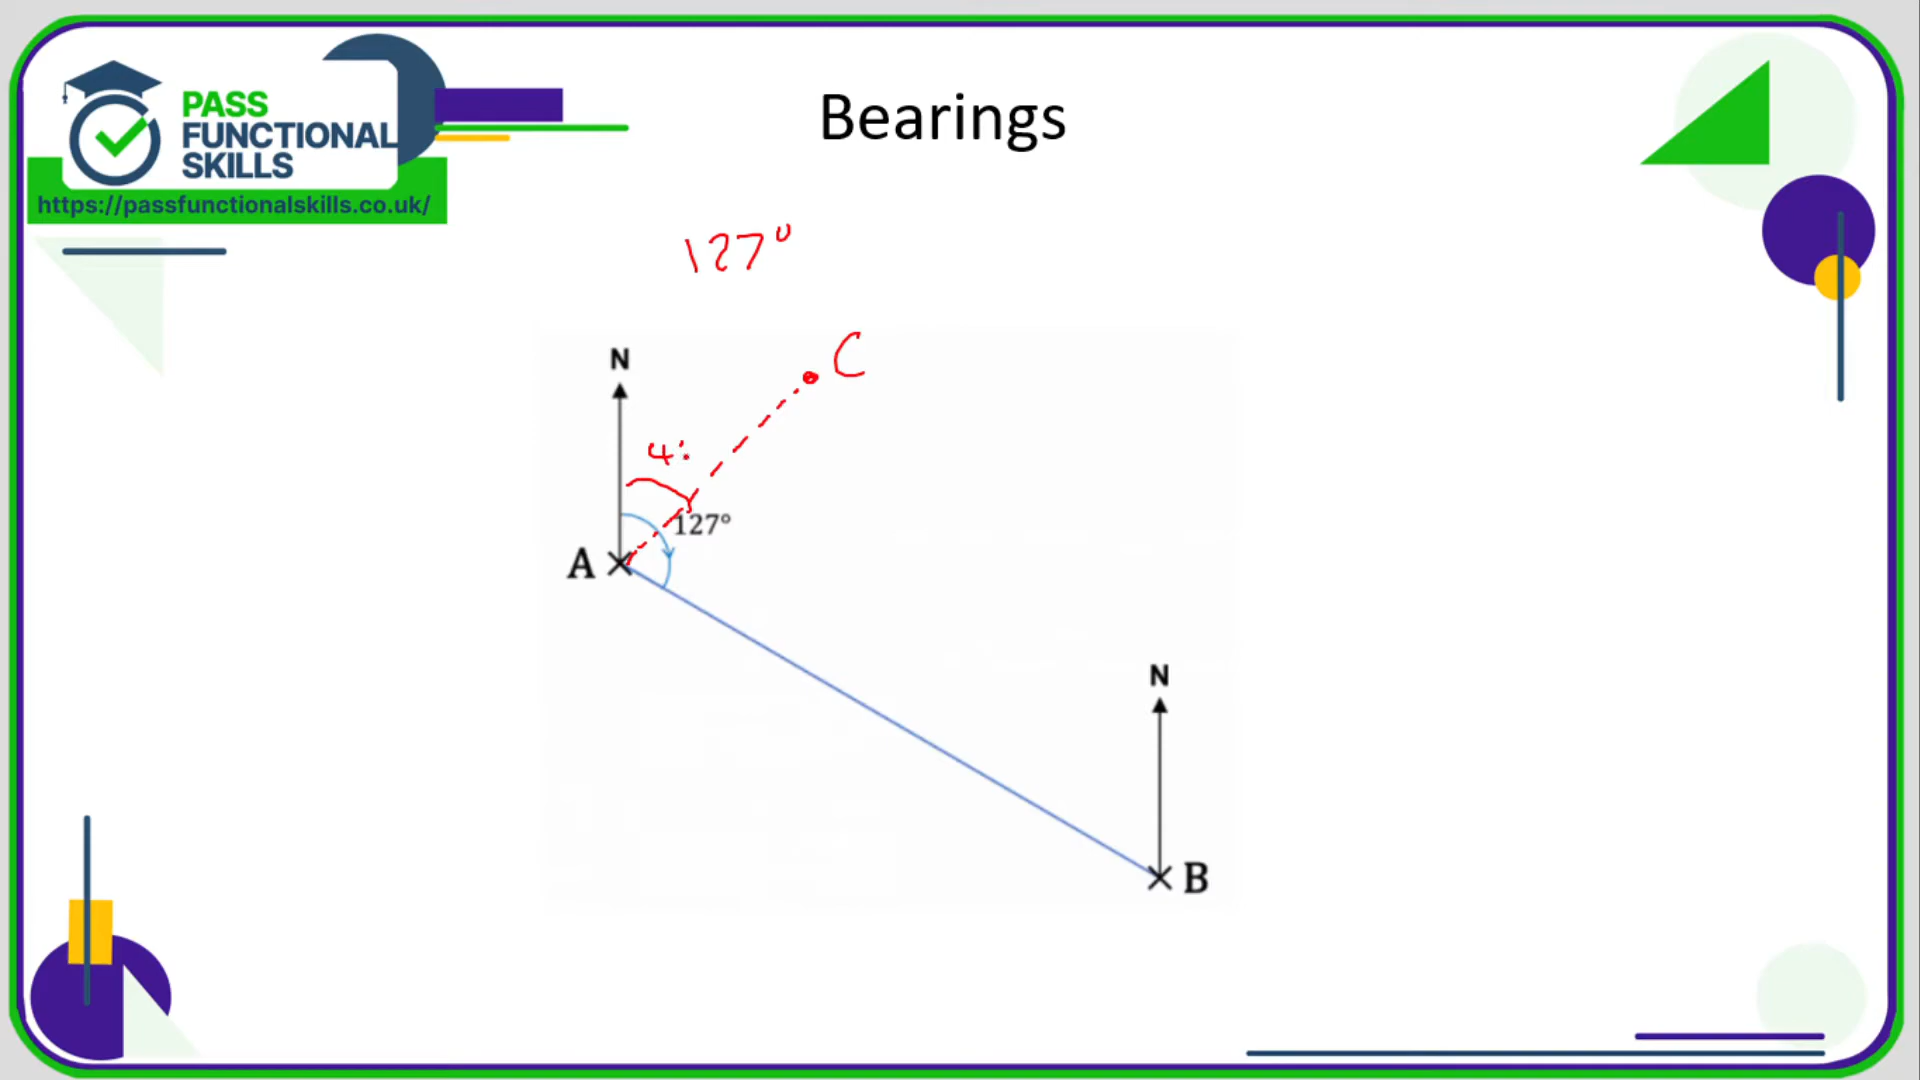 PASS
FUNCTIONAL
SKILLS
https://passfunctionalskills.co.uk/
Bearings
127°
N
C
4:
127°
A
N
B